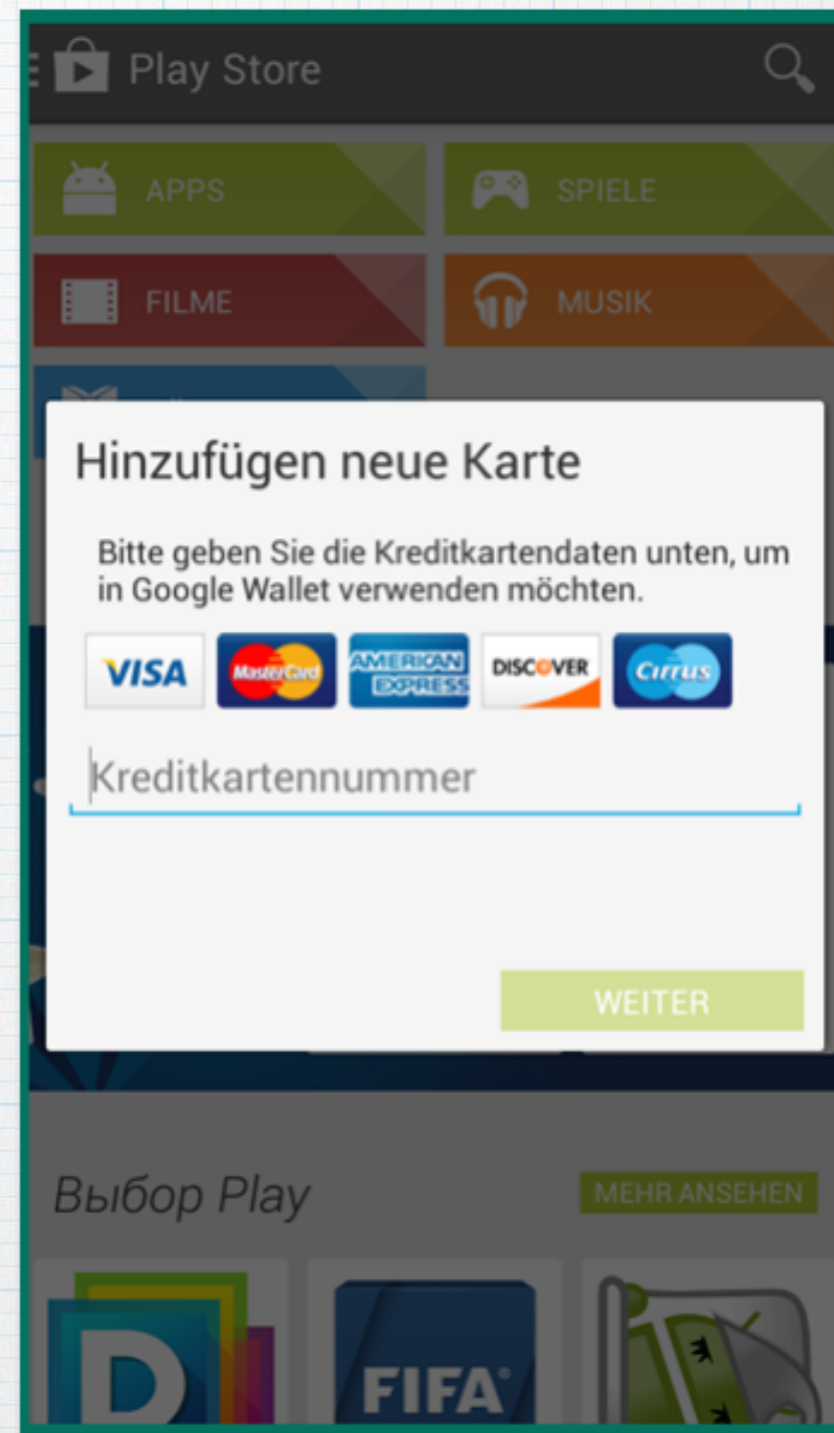 Play Store
APPS
SPIELE
FILME
MUSIK
Hinzufügen neue Karte
Bitte geben Sie die Kreditkartendaten unten, um
in Google Wallet verwenden möchten.
VISA MasterCard AMERICAN EXPRESS DISCOVER Cirrus
Kreditkartennummer
WEITER
Выбор Play
MEHR ANSEHEN
D
FIFA